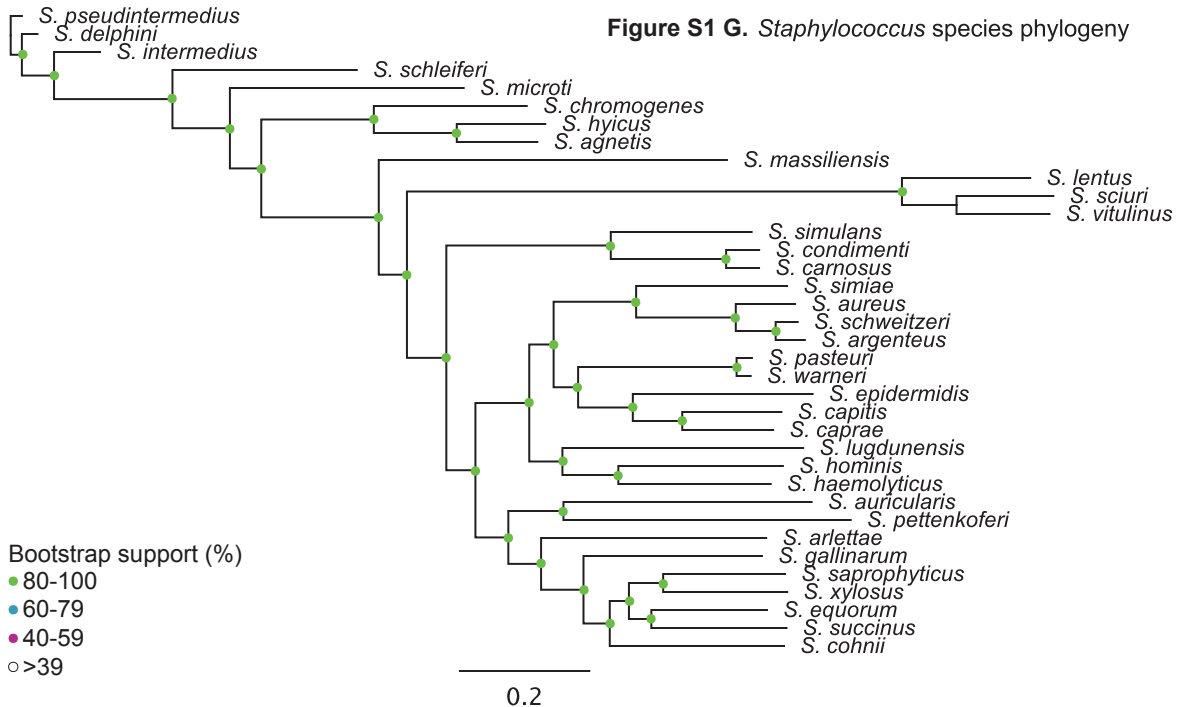 S. pseudintermedius
Figure S1 G. Staphylococcus species phylogeny
S. delphini
S. intermedius
S. schleiferi
S. microti
S. chromogenes
S. hyicus
S. agnetis
S. massiliensis
S. lentus
S. sciuri
S. vitulinus
S. simulans
S. condimenti
S. carnosus
S. simiae
S. aureus
S. schweitzeri
S. argenteus
S. pasteuri
S. warneri
S. epidermidis
S. capitis
S. caprae
S. lugdunensis
S. hominis
S. haemolyticus
S. auricularis
S. pettenkoferi
S. arlettae
S. gallinarum
S. saprophyticus
S. xylosus
S. equorum
S. succinus
S. cohnii
Bootstrap support (%)
80-100
60-79
40-59
>39
0.2